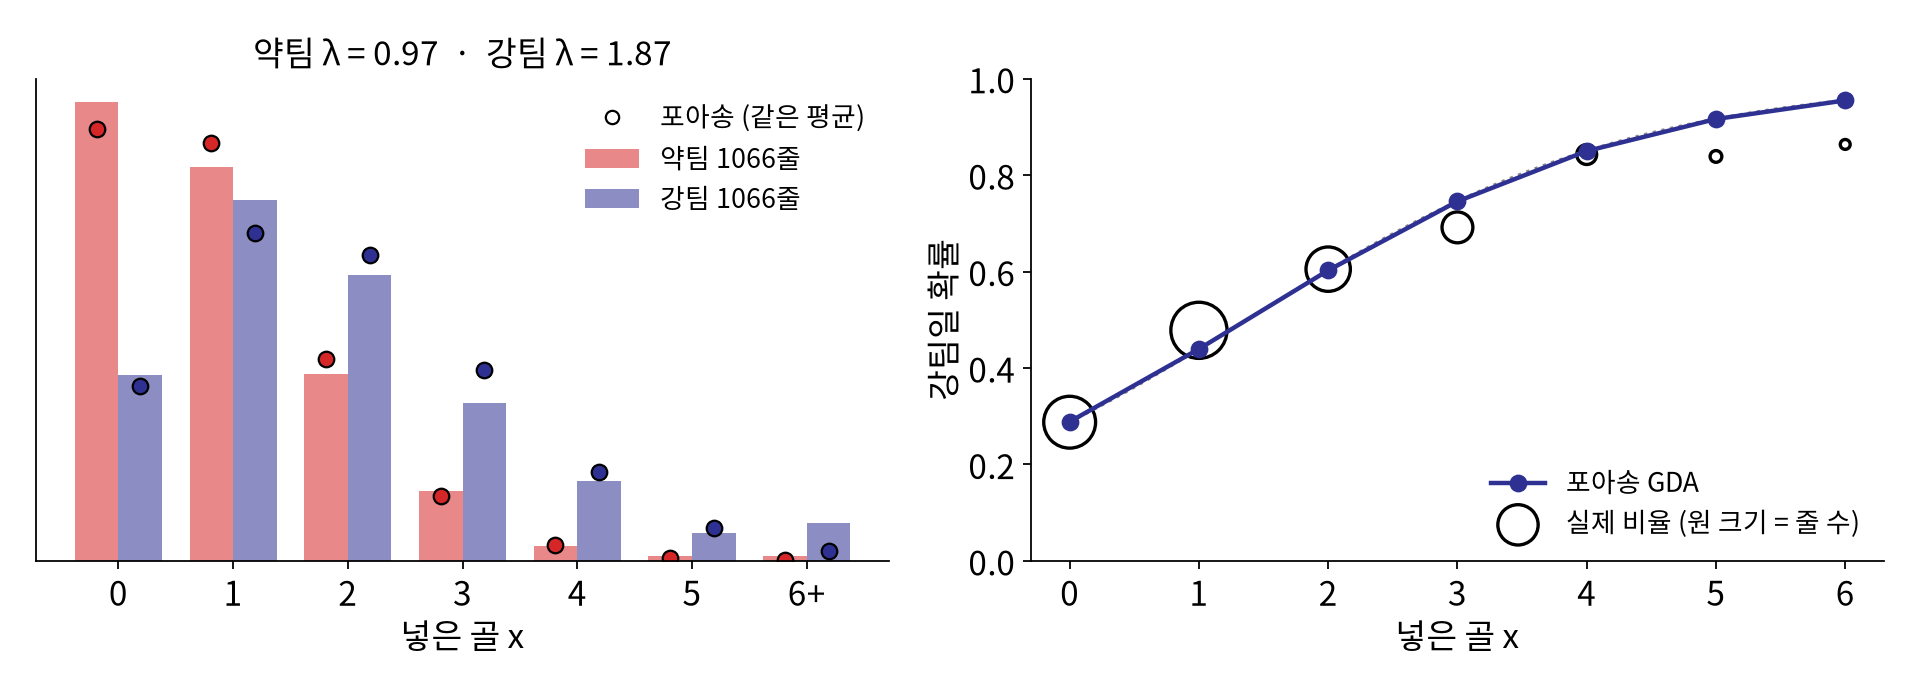 약팀 λ = 0.97 · 강팀 λ = 1.87
포아송 (같은 평균)
약팀 1066줄
강팀 1066줄
0 1 2 3 4 5 6+
넣은 골 x
강팀일 확률
1.0
0.8
0.6
0.4
0.2
0.0
포아송 GDA
실제 비율 (원 크기 = 줄 수)
0 1 2 3 4 5 6
넣은 골 x